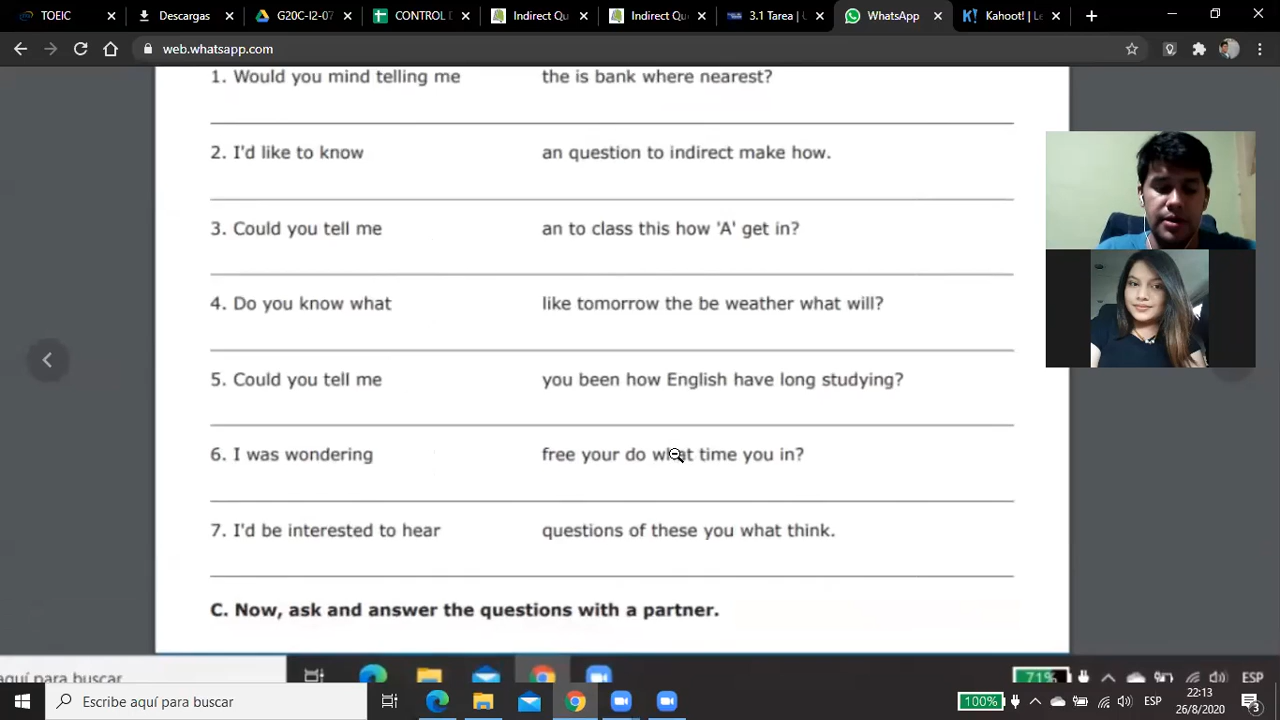 TOEIC
Descargas
G20C-I2-07
CONTROL D
Indirect Qu
Indirect Qu
3.1 Tarea |
WhatsApp
Kahoot! | Le
web.whatsapp.com
1. Would you mind telling me the is bank where nearest?
2. I'd like to know an question to indirect make how.
3. Could you tell me an to class this how 'A' get in?
4. Do you know what like tomorrow the be weather what will?
5. Could you tell me you been how English have long studying?
6. I was wondering free your do what time you in?
7. I'd be interested to hear questions of these you what think.
C. Now, ask and answer the questions with a partner.
aquí para buscar
71%
ESP
Escribe aquí para buscar
100%
ESP
22:13
26/8/2020
3